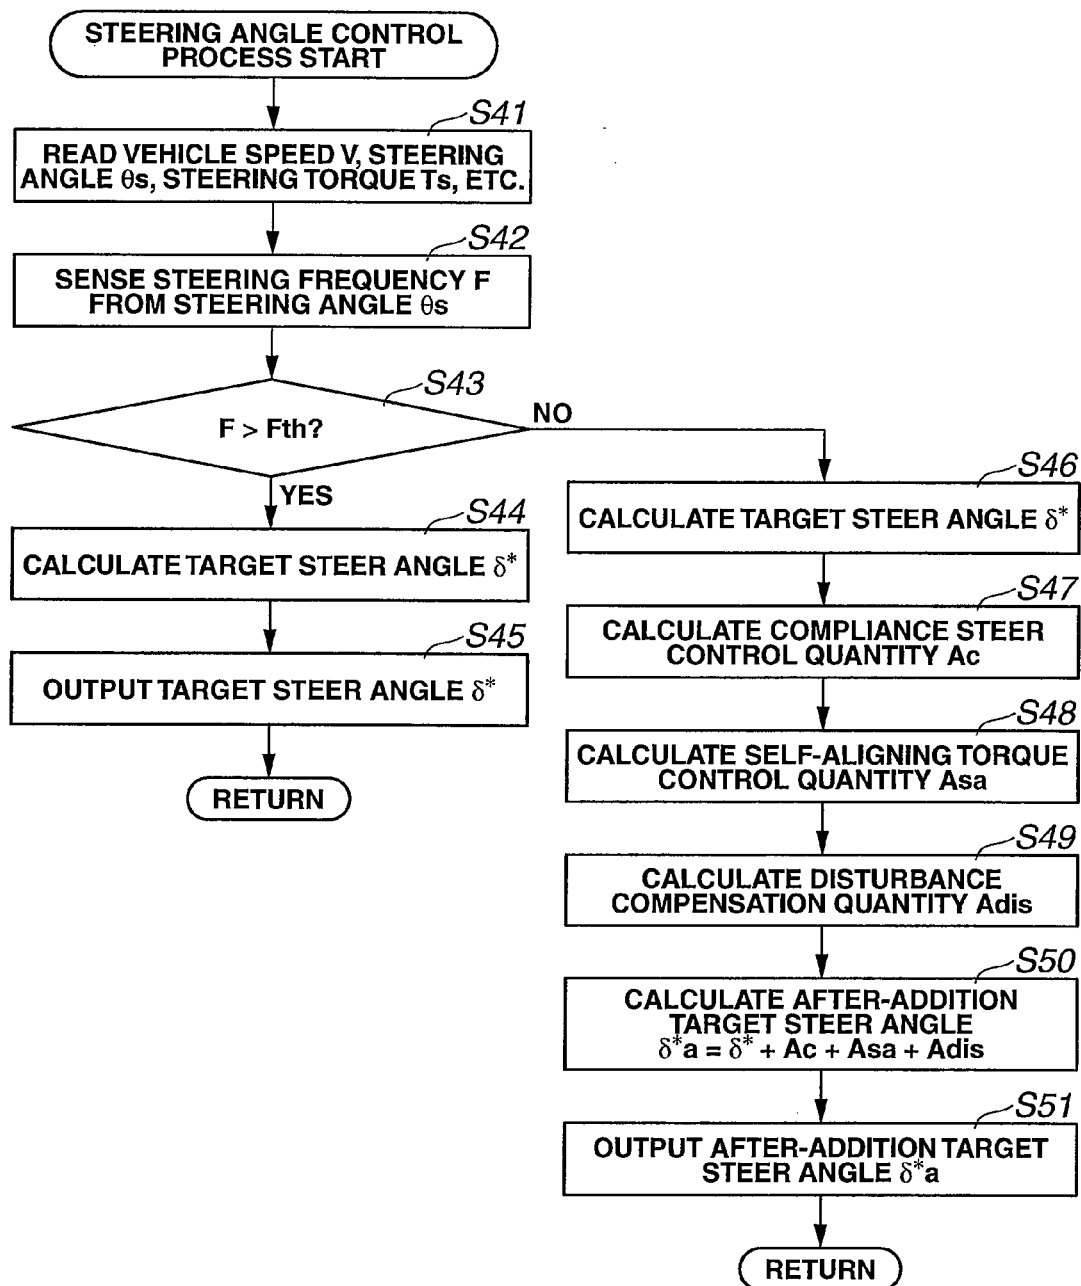 STEERING ANGLE CONTROL
PROCESS START
S41
READ VEHICLE SPEED V, STEERING
ANGLE θs, STEERING TORQUE Ts, ETC.
S42
SENSE STEERING FREQUENCY F
FROM STEERING ANGLE θs
S43
F > Fth?
NO
YES
S44
CALCULATE TARGET STEER ANGLE δ*
S45
OUTPUT TARGET STEER ANGLE δ*
RETURN
S46
CALCULATE TARGET STEER ANGLE δ*
S47
CALCULATE COMPLIANCE STEER
CONTROL QUANTITY Ac
S48
CALCULATE SELF-ALIGNING TORQUE
CONTROL QUANTITY Asa
S49
CALCULATE DISTURBANCE
COMPENSATION QUANTITY Adis
S50
CALCULATE AFTER-ADDITION
TARGET STEER ANGLE
δ*a = δ* + Ac + Asa + Adis
S51
OUTPUT AFTER-ADDITION TARGET
STEER ANGLE δ*a
RETURN